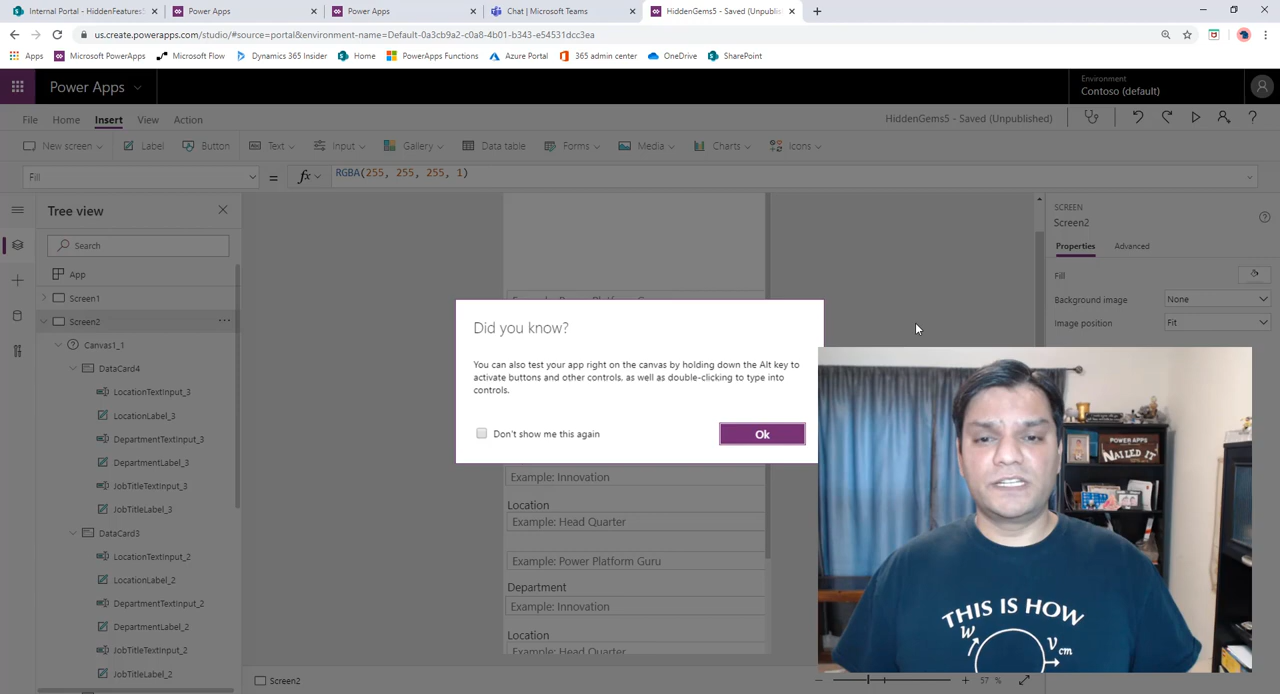 Internal Portal - HiddenFeatures
Power Apps
Power Apps
Chat | Microsoft Teams
HiddenGems5 - Saved (Unpublish
us.create.powerapps.com/studio/#source=portal&environment-name=Default-0a3cb9a2-c0a8-4b01-b343-e54531dcc3ea
Apps
Microsoft PowerApps
Microsoft Flow
Dynamics 365 Insider
Home
PowerApps Functions
Azure Portal
365 admin center
OneDrive
SharePoint
Power Apps
Environment
Contoso (default)
File
Home
Insert
View
Action
HiddenGems5 - Saved (Unpublished)
New screen
Label
Button
Text
Input
Gallery
Data table
Forms
Media
Charts
Icons
Fill
=
fx
RGBA(255, 255, 255, 1)
Tree view
Search
App
Screen1
Screen2
Canvas1_1
DataCard4
LocationTextInput_3
LocationLabel_3
DepartmentTextInput_3
DepartmentLabel_3
JobTitleTextInput_3
JobTitleLabel_3
DataCard3
LocationTextInput_2
LocationLabel_2
DepartmentTextInput_2
DepartmentLabel_2
JobTitleTextInput_2
JobTitleLabel_2
Did you know?
You can also test your app right on the canvas by holding down the Alt key to
activate buttons and other controls, as well as double-clicking to type into
controls.
Don't show me this again
Ok
Example: Innovation
Location
Example: Head Quarter
Example: Power Platform Guru
Department
Example: Innovation
Location
Example: Head Quarter
Screen2
57 %
SCREEN
Screen2
Properties
Advanced
Fill
Background image
None
Image position
Fit
POWER APPS
NAILED IT
THIS IS HOW
W
Vcm